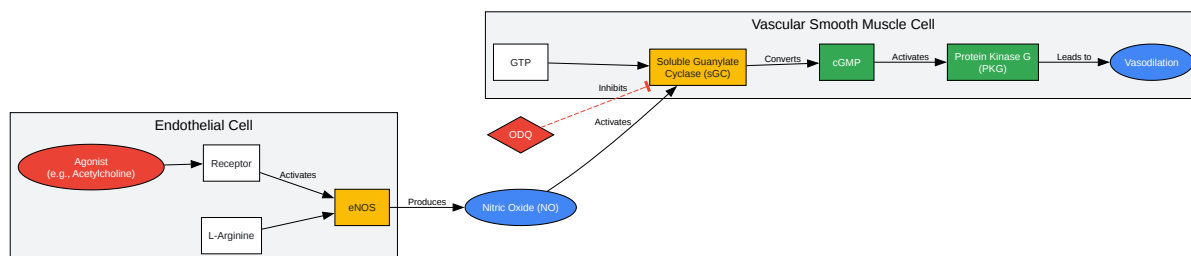 Vascular Smooth Muscle Cell
GTP
Soluble Guanylate
Cyclase (sGC)
Converts
cGMP
Activates
Protein Kinase G
(PKG)
Leads to
Vasodilation
Inhibits
ODQ
Activates
Endothelial Cell
Agonist
(e.g., Acetylcholine)
Receptor
Activates
eNOS
L-Arginine
Produces
Nitric Oxide (NO)